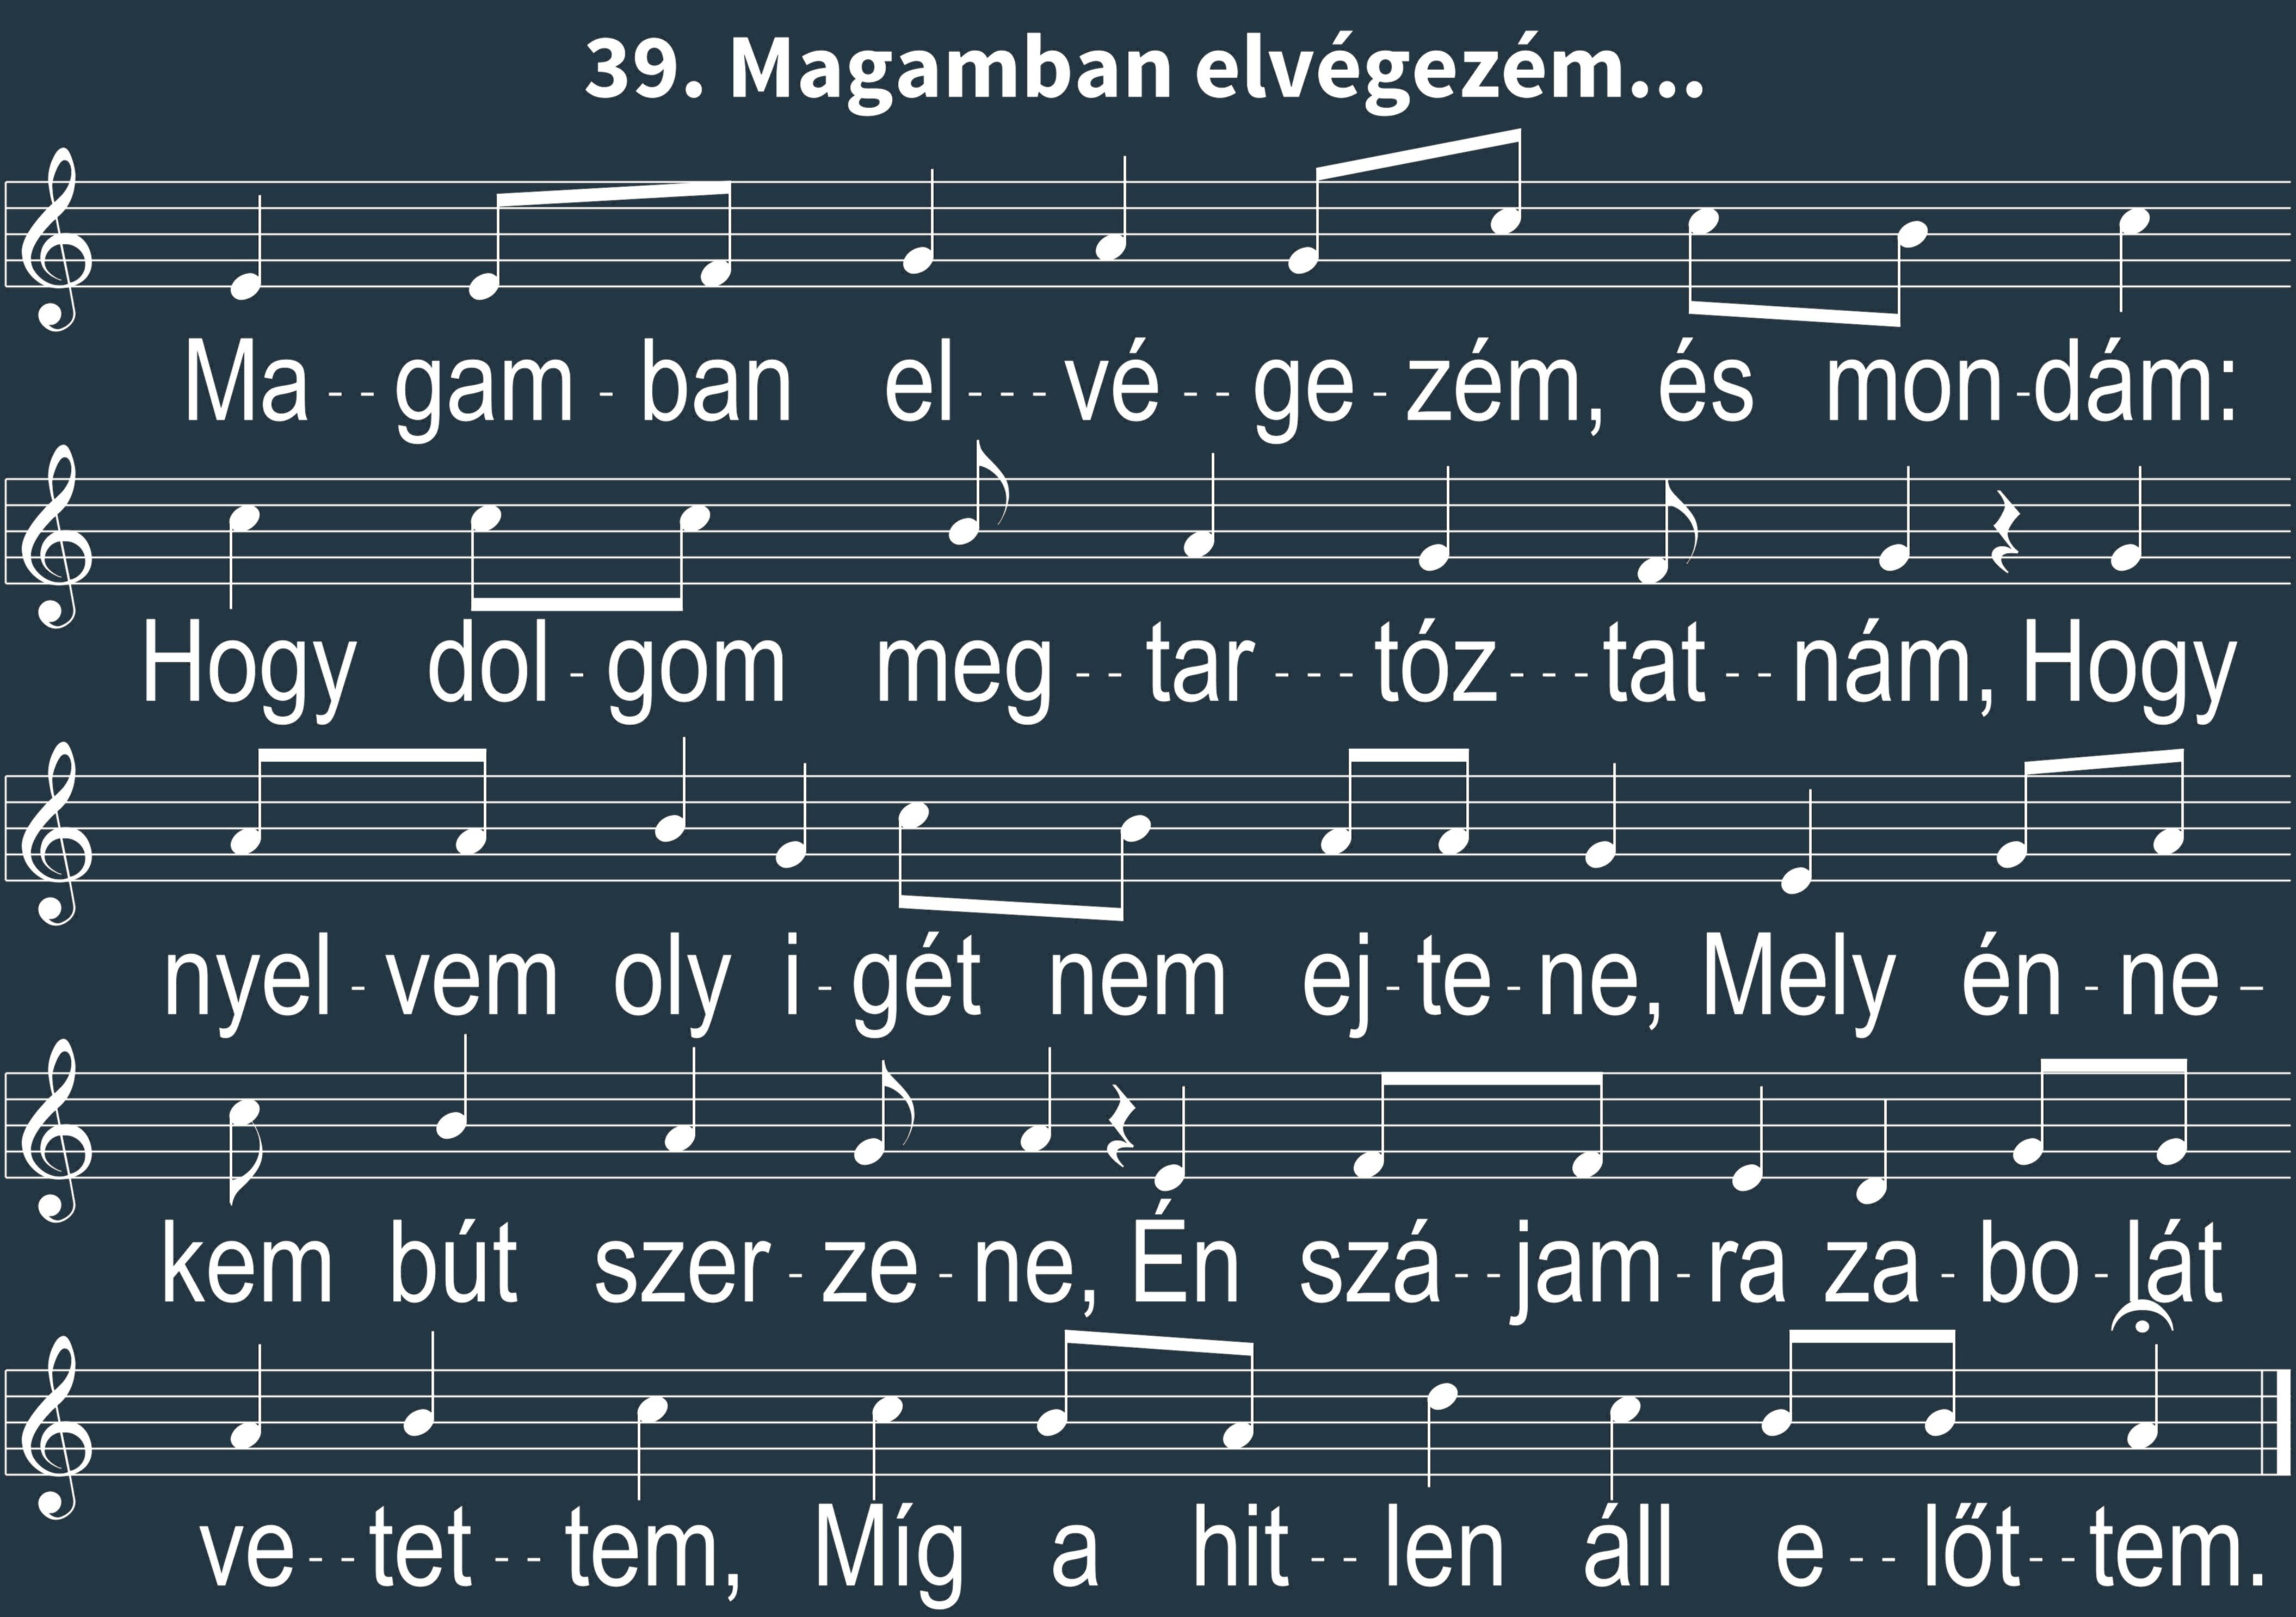 39. Magamban elvégezém...
Ma--gam-ban el---vé--ge-zém, és mon-dám:
Hogy dol-gom meg--tar---tóz---tat--nám, Hogy
nyel-vem oly i-gét nem ej-te-ne, Mely én-ne-
kem bút szer-ze-ne, Én szá--jam-ra za-bo-lát
ve--tet--tem, Míg a hit--len áll e--lőt--tem.